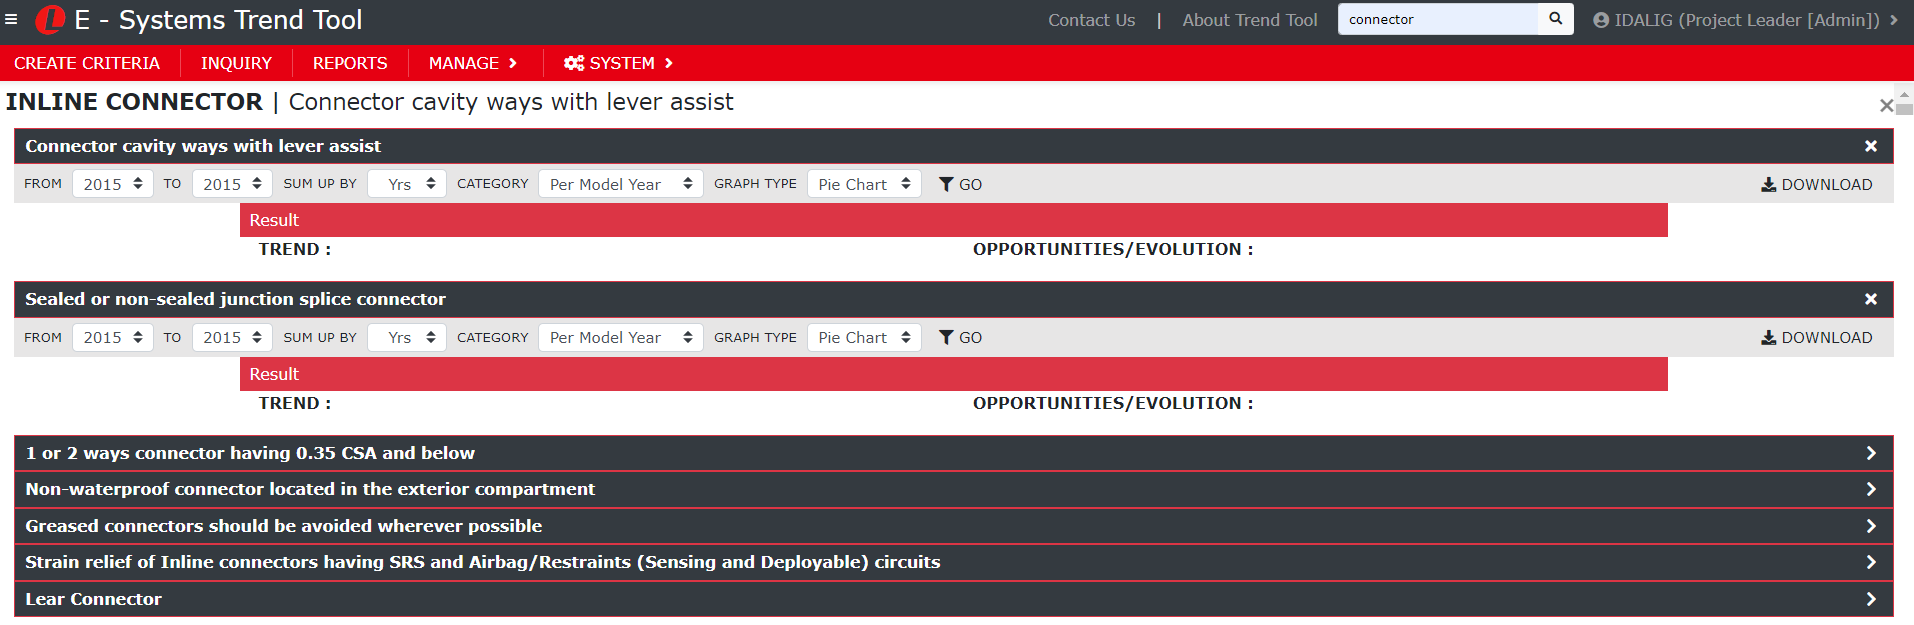 E - Systems Trend Tool Contact Us | About Trend Tool connector IDALIG (Project Leader [Admin])
CREATE CRITERIA INQUIRY REPORTS MANAGE SYSTEM
INLINE CONNECTOR | Connector cavity ways with lever assist
Connector cavity ways with lever assist
FROM 2015 TO 2015 SUM UP BY Yrs CATEGORY Per Model Year GRAPH TYPE Pie Chart GO DOWNLOAD
Result
TREND : OPPORTUNITIES/EVOLUTION :
Sealed or non-sealed junction splice connector
FROM 2015 TO 2015 SUM UP BY Yrs CATEGORY Per Model Year GRAPH TYPE Pie Chart GO DOWNLOAD
Result
TREND : OPPORTUNITIES/EVOLUTION :
1 or 2 ways connector having 0.35 CSA and below
Non-waterproof connector located in the exterior compartment
Greased connectors should be avoided wherever possible
Strain relief of Inline connectors having SRS and Airbag/Restraints (Sensing and Deployable) circuits
Lear Connector